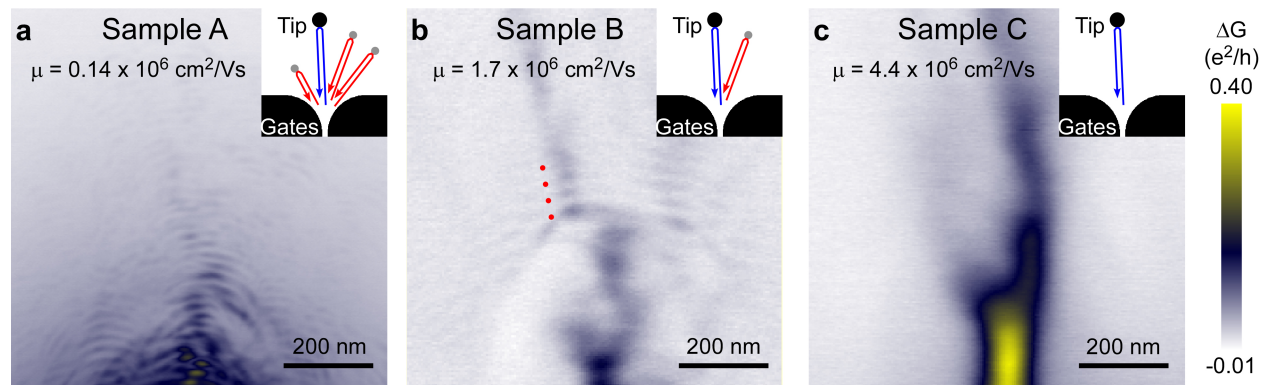 a Sample A
μ = 0.14 x 10⁶ cm²/Vs
Tip
Gates
200 nm
b Sample B
μ = 1.7 x 10⁶ cm²/Vs
Tip
Gates
200 nm
c Sample C
μ = 4.4 x 10⁶ cm²/Vs
Tip
Gates
200 nm
ΔG
(e²/h)
0.40
-0.01